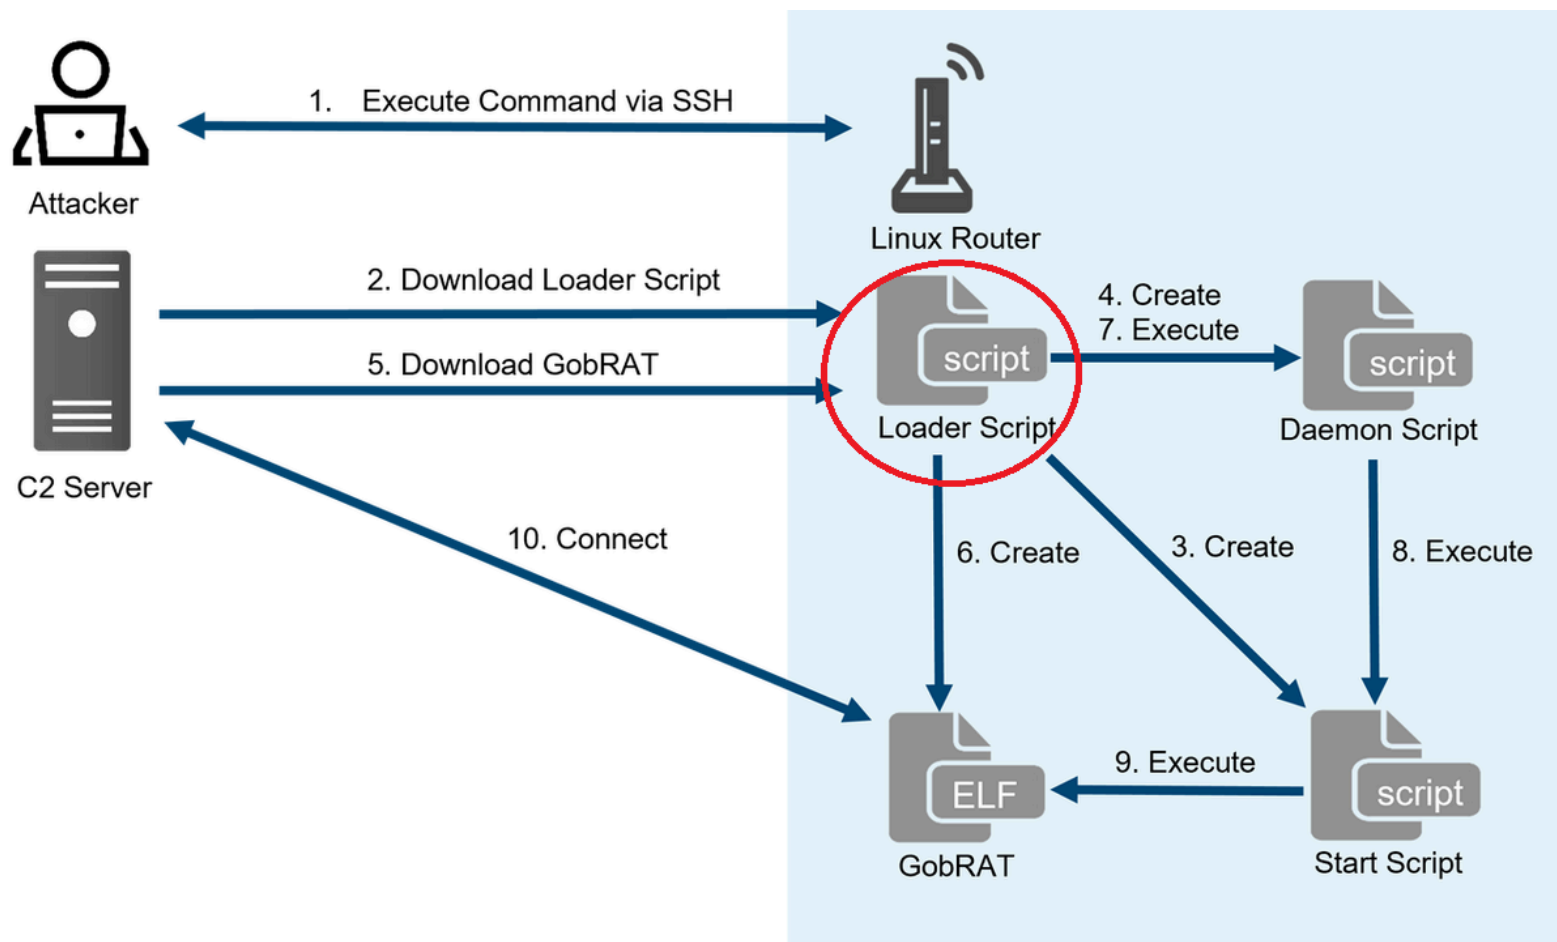 1. Execute Command via SSH
Attacker
Linux Router
2. Download Loader Script
4. Create
7. Execute
script
script
5. Download GobRAT
Loader Script
Daemon Script
C2 Server
10. Connect
6. Create
3. Create
8. Execute
9. Execute
ELF
script
GobRAT
Start Script